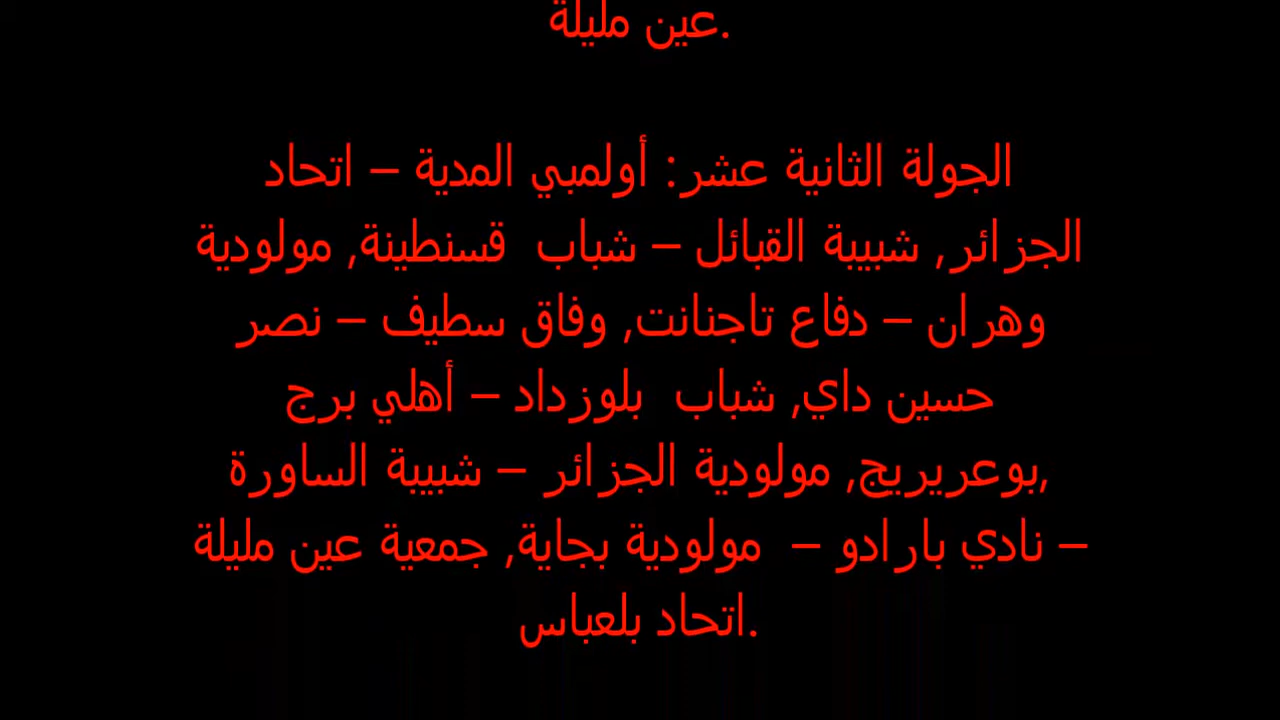 عين مليلة.
الجولة الثانية عشر: أولمبي المدية – اتحاد
الجزائر, شبيبة القبائل – شباب قسنطينة, مولودية
وهران – دفاع تاجنانت, وفاق سطيف – نصر
حسين داي, شباب بلوزداد – أهلي برج
بوعريريج, مولودية الجزائر – شبيبة الساورة,
– نادي بارادو – مولودية بجاية, جمعية عين مليلة
اتحاد بلعباس.